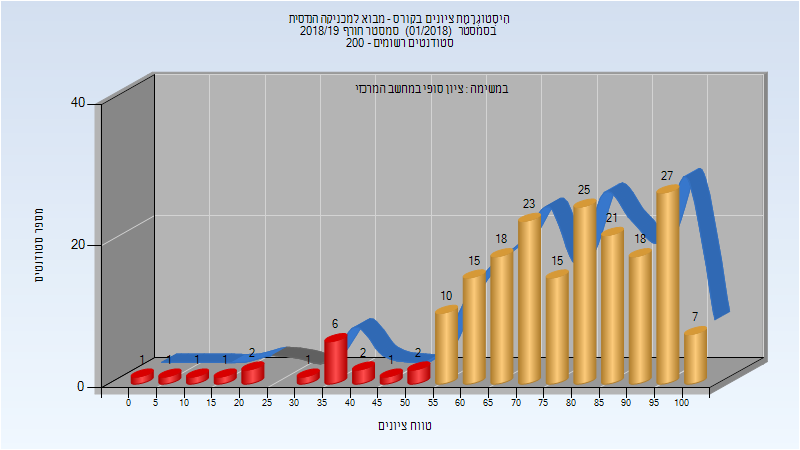 היסטוגרמת ציונים בקורס - מבוא למכניקה הנדסית
בסמסטר (01/2018) סמסטר חורף 2018/19
סטודנטים רשומים - 200
במשימה : ציון סופי במחשב המרכזי
מספר סטודנטים
40
20
0
1 1 1 1 2 1 6 2 1 2 10 15 18 23 15 25 21 18 27 7
0 5 10 15 20 25 30 35 40 45 50 55 60 65 70 75 80 85 90 95 100
טווח ציונים